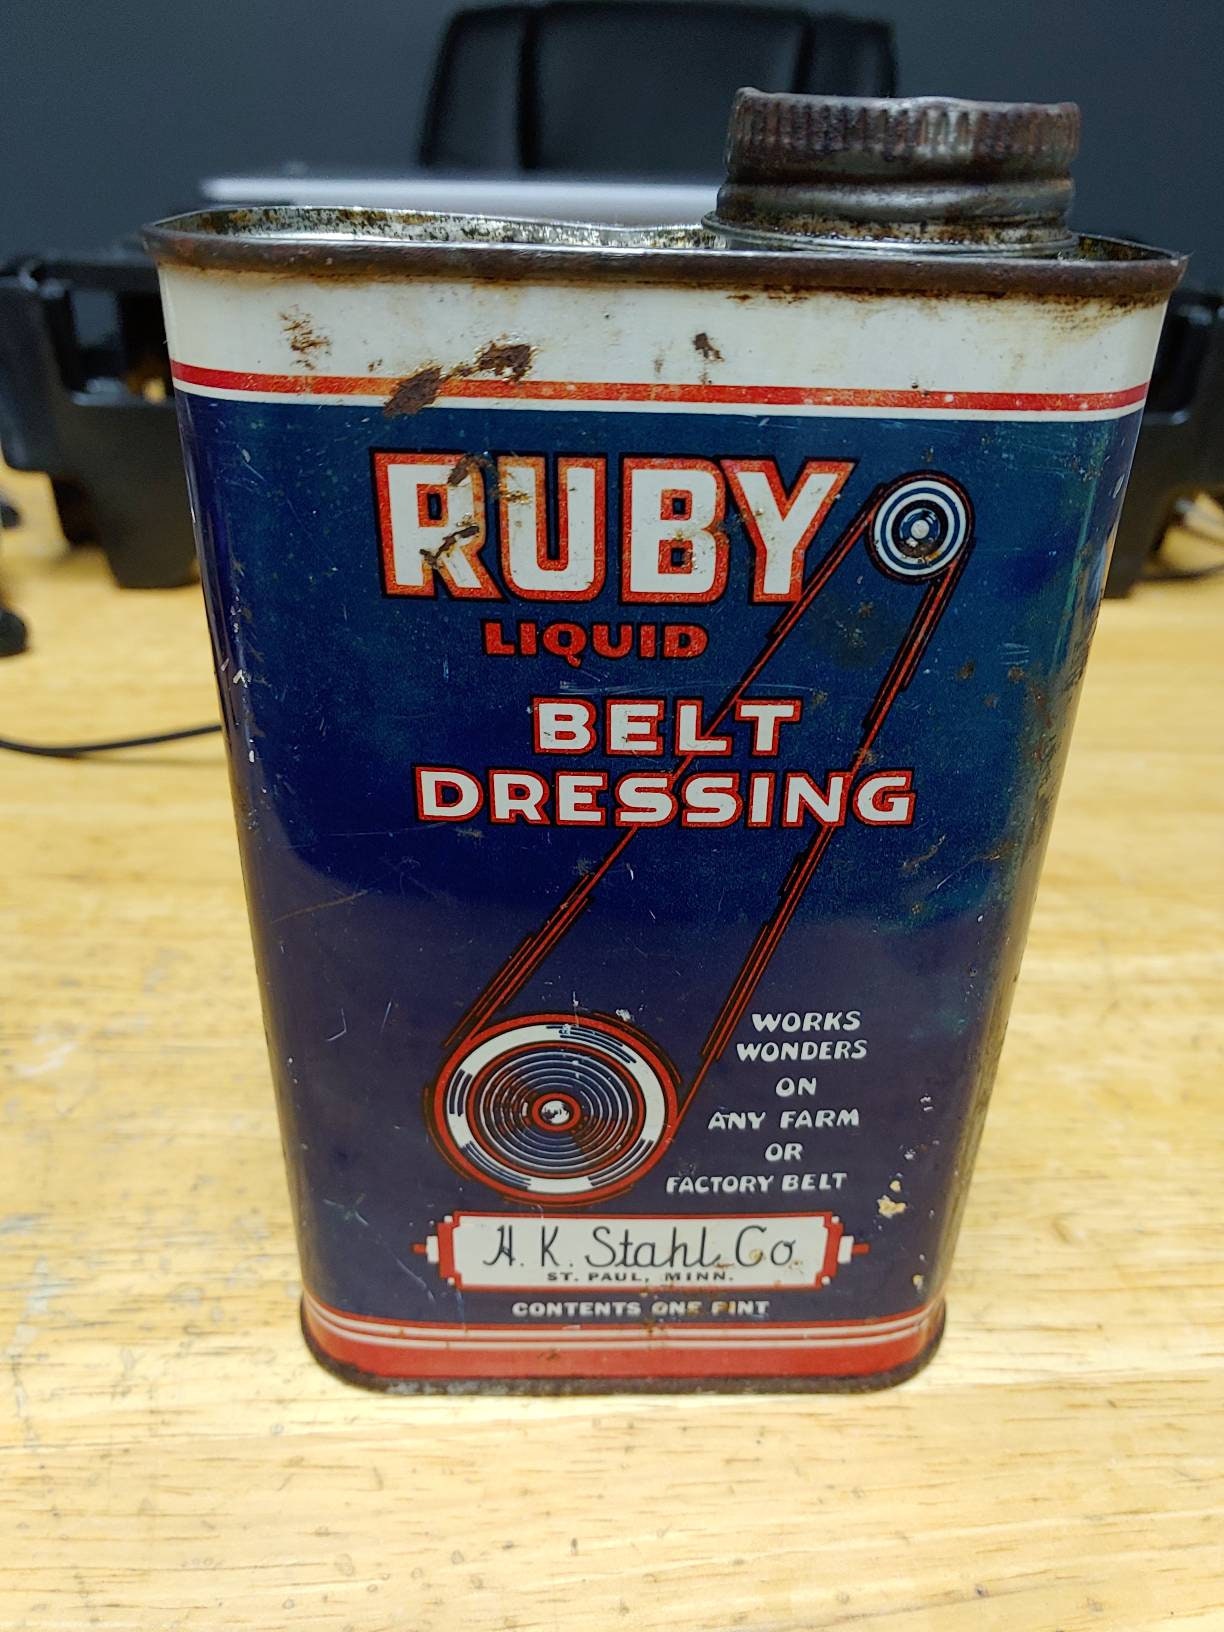 RUBY
LIQUID
BELT
DRESSING
WORKS
WONDERS
ON
ANY FARM
OR
FACTORY BELT
H. K. Stahl Co.
ST. PAUL, MINN.
CONTENTS ONE PINT